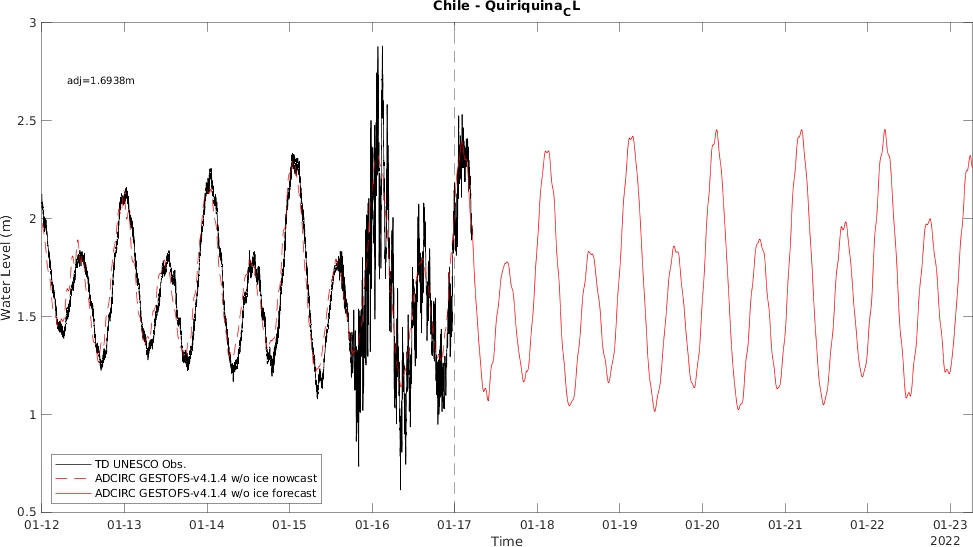 Chile - Quiriquina_CL
adj=1.6938m
Water Level (m)
3
2.5
2
1.5
1
0.5
TD UNESCO Obs.
ADCIRC GESTOFS-v4.1.4 w/o ice nowcast
ADCIRC GESTOFS-v4.1.4 w/o ice forecast
01-12 01-13 01-14 01-15 01-16 01-17 01-18 01-19 01-20 01-21 01-22 01-23
Time
2022